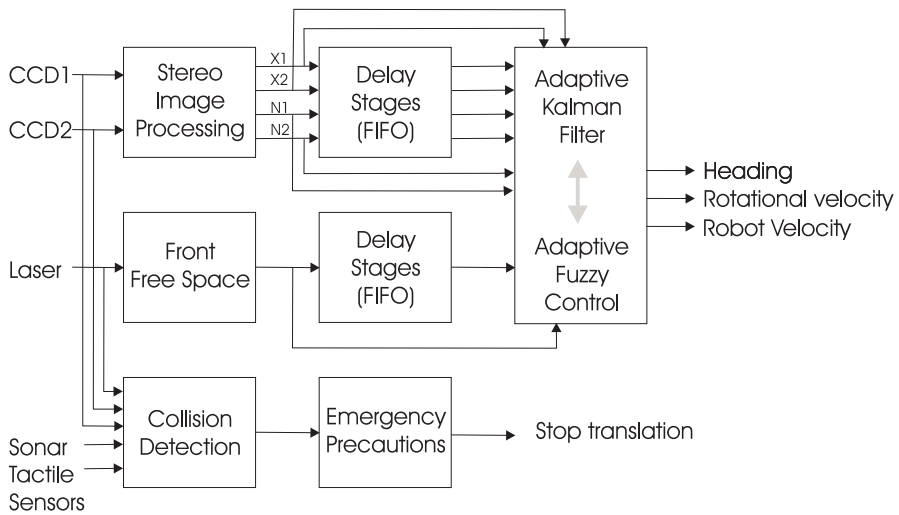 CCD1
CCD2
Stereo
Image
Processing
X1
X2
N1
N2
Delay
Stages
(FIFO)
Adaptive
Kalman
Filter
Heading
Rotational velocity
Robot Velocity
Laser
Front
Free Space
Delay
Stages
(FIFO)
Adaptive
Fuzzy
Control
Sonar
Tactile
Sensors
Collision
Detection
Emergency
Precautions
Stop translation